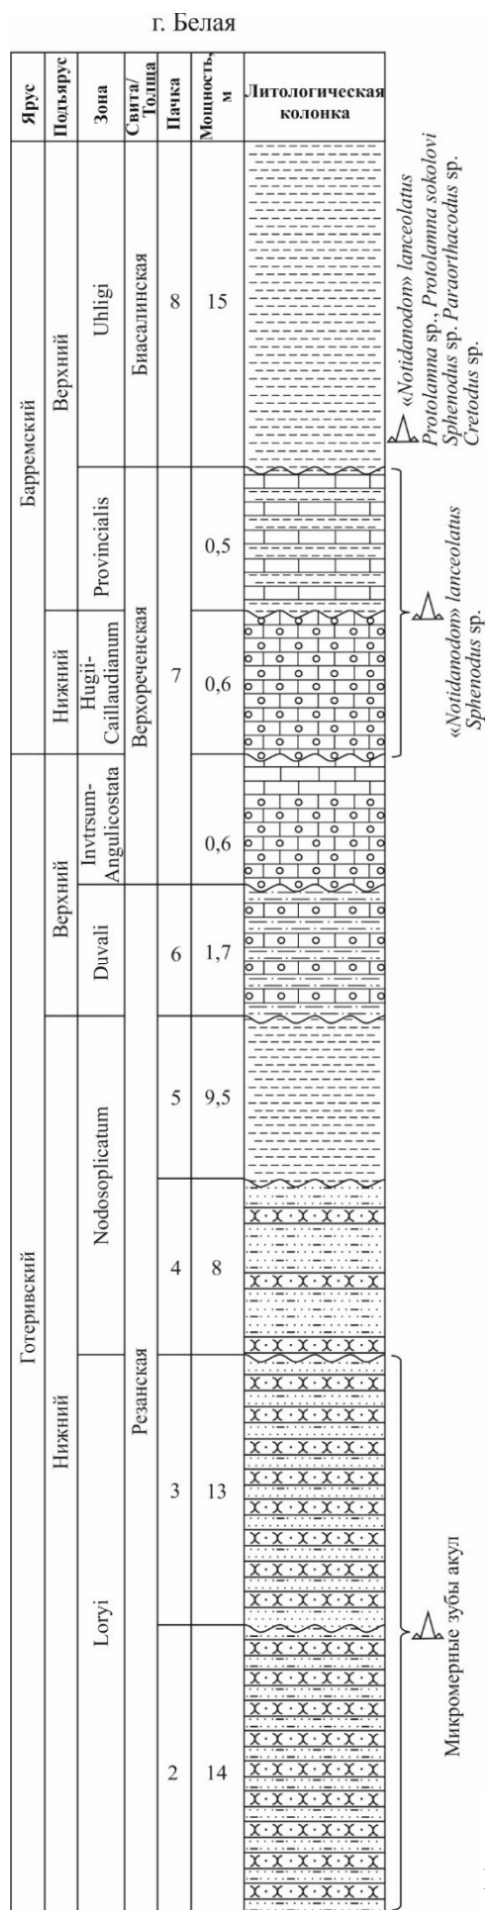 г. Белая
Ярус
Подъярус
Зона
Свита/
Толща
Пачка
Мощность,
м
Литологическая
колонка
Барремский
Верхний
Uhligi
Биасалинская
8
15
«Notidanodon» lanceolatus
Protolamna sp., Protolamna sokolovi
Sphenodus sp. Paraorthacodus sp.
Cretodus sp.
Provincialis
Верхореченская
7
0,5
«Notidanodon» lanceolatus
Sphenodus sp.
Нижний
Hugii-
Caillaudianum
0,6
Готеривский
Верхний
Invtrsum-
Angulicostata
0,6
Duvali
Резанская
6
1,7
Нижний
Nodosoplicatum
5
9,5
4
8
Loryi
3
13
2
14
Микромерные зубы акул